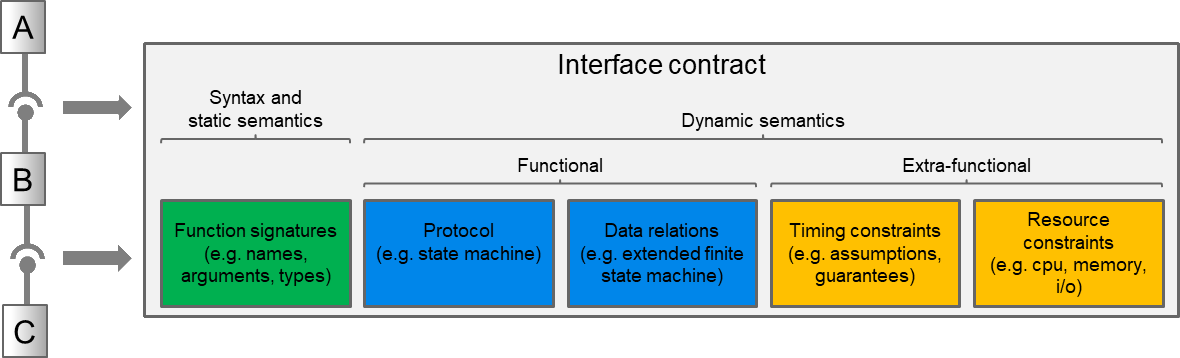 A
B
C
Interface contract
Syntax and
static semantics
Dynamic semantics
Functional
Extra-functional
Function signatures
(e.g. names,
arguments, types)
Protocol
(e.g. state machine)
Data relations
(e.g. extended finite
state machine)
Timing constraints
(e.g. assumptions,
guarantees)
Resource
constraints
(e.g. cpu, memory,
i/o)